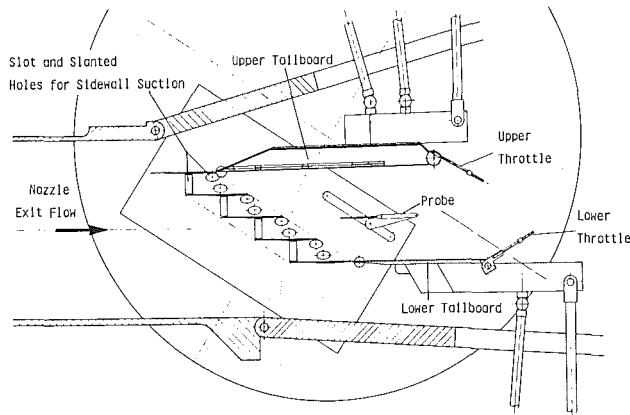 Slot and Slanted
Holes for Sidewall Suction
Upper Tailboard
Upper
Throttle
Nozzle
Exit Flow
Probe
Lower
Throttle
Lower Tailboard